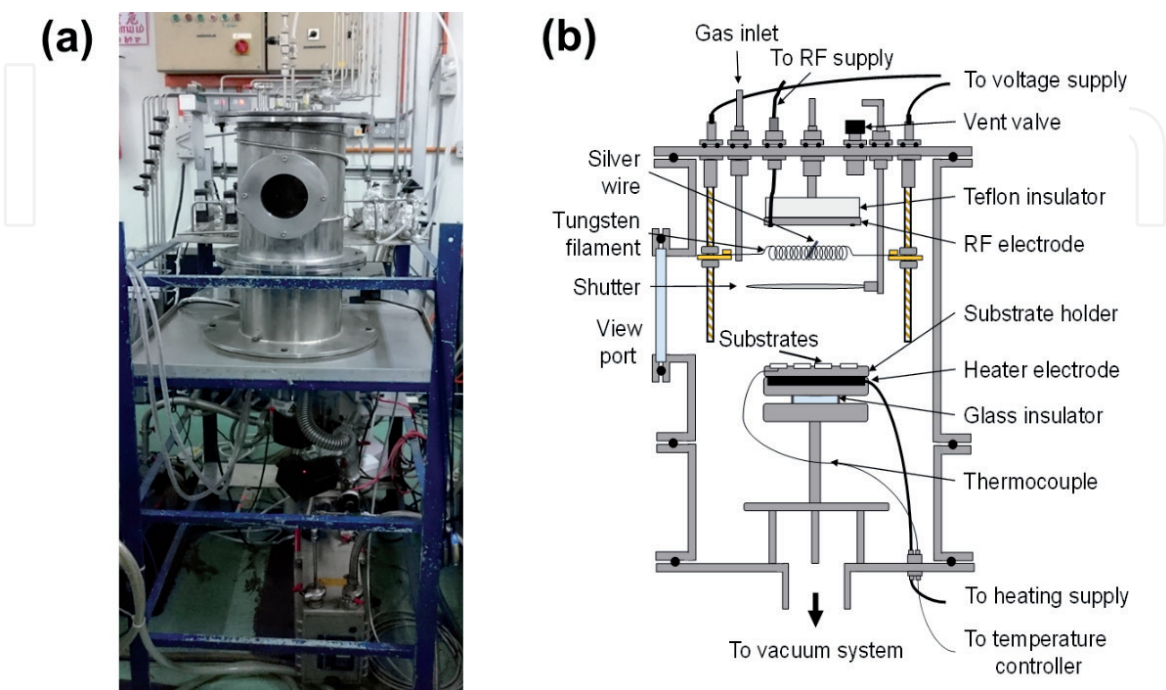 (a)
危
(b)
Gas inlet
To RF supply
To voltage supply
Vent valve
Silver
wire
Teflon insulator
Tungsten
filament
RF electrode
Shutter
Substrate holder
View
port
Substrates
Heater electrode
Glass insulator
Thermocouple
To heating supply
To vacuum system
To temperature
controller